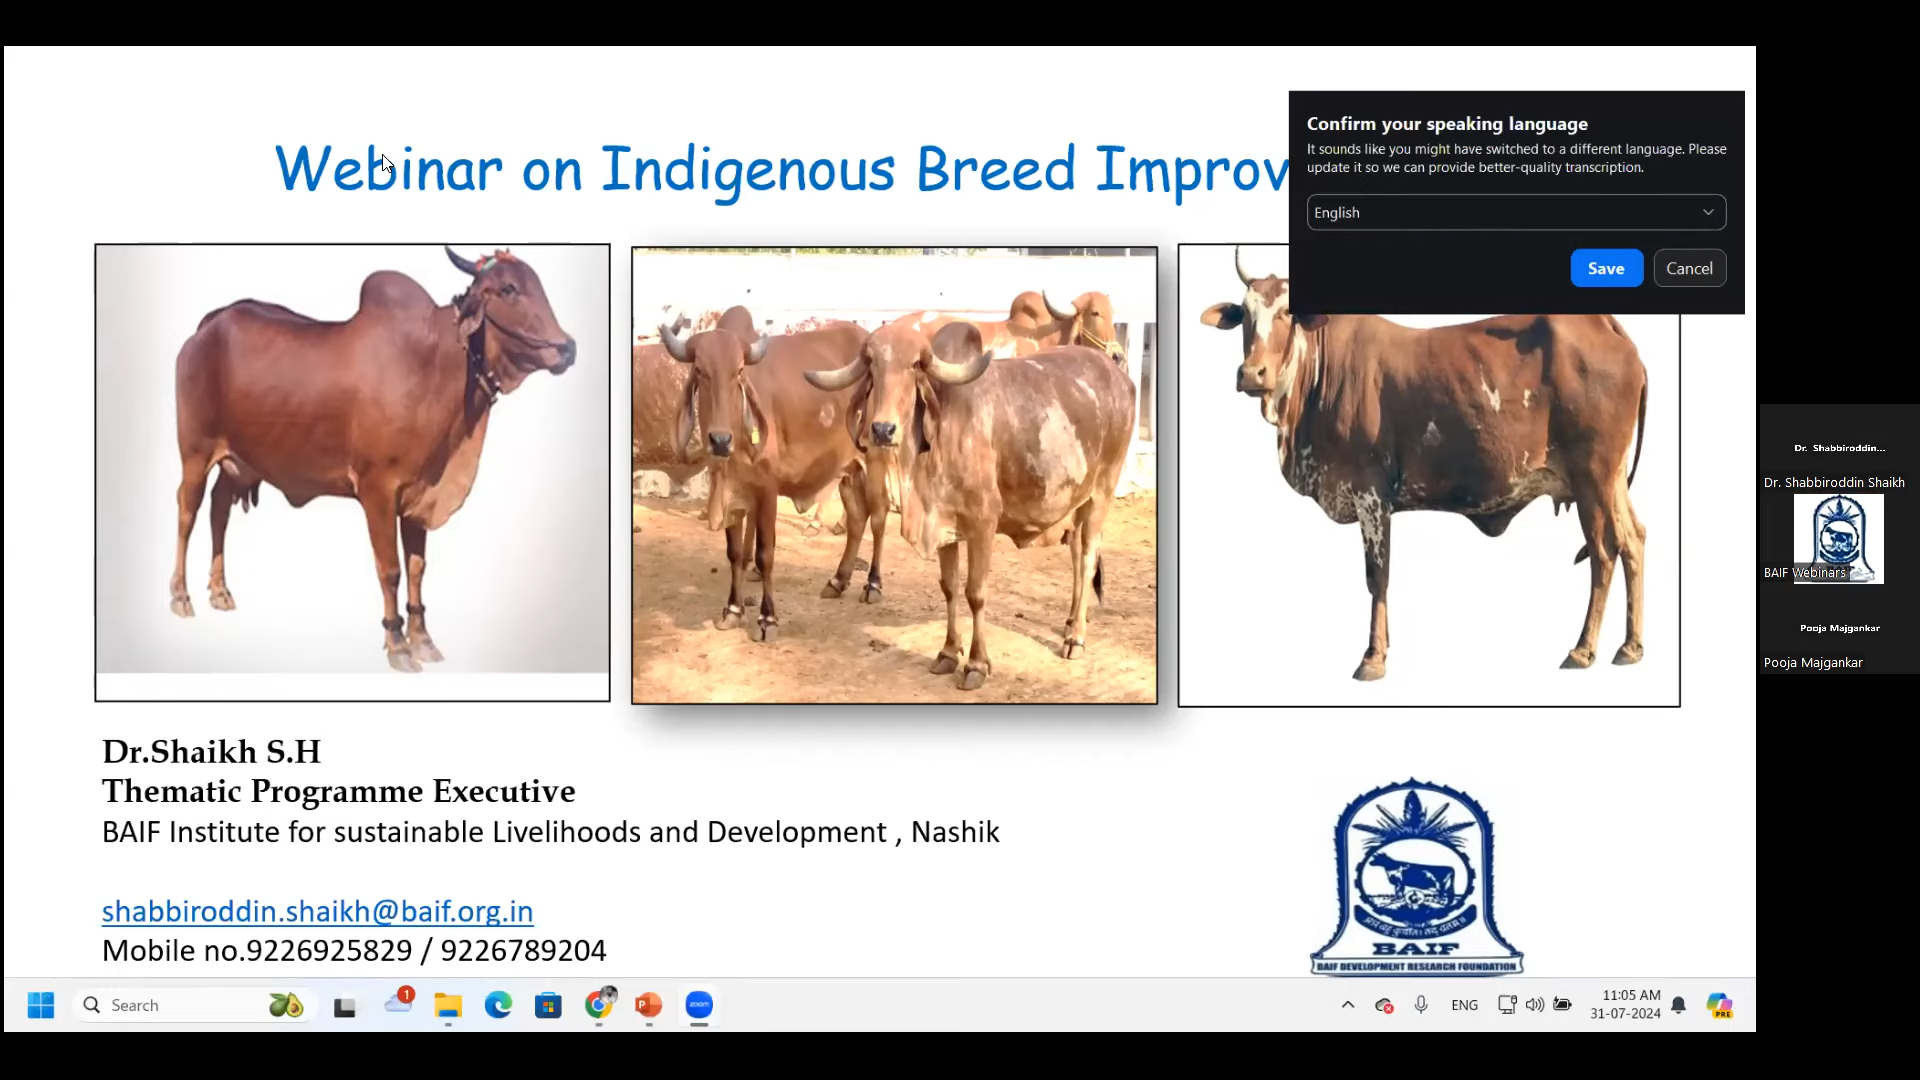 Webinar on Indigenous Breed Improv
Confirm your speaking language
It sounds like you might have switched to a different language. Please
update it so we can provide better-quality transcription.
English
Save
Cancel
Dr.Shaikh S.H
Thematic Programme Executive
BAIF Institute for sustainable Livelihoods and Development , Nashik
shabbiroddin.shaikh@baif.org.in
Mobile no.9226925829 / 9226789204
BAIF
BAIF DEVELOPMENT RESEARCH FOUNDATION
Dr. Shabbiroddin...
Dr. Shabbiroddin Shaikh
BAIF Webinars
Pooja Majgankar
Pooja Majgankar
Search
1
zoom
ENG
11:05 AM
31-07-2024
PRE